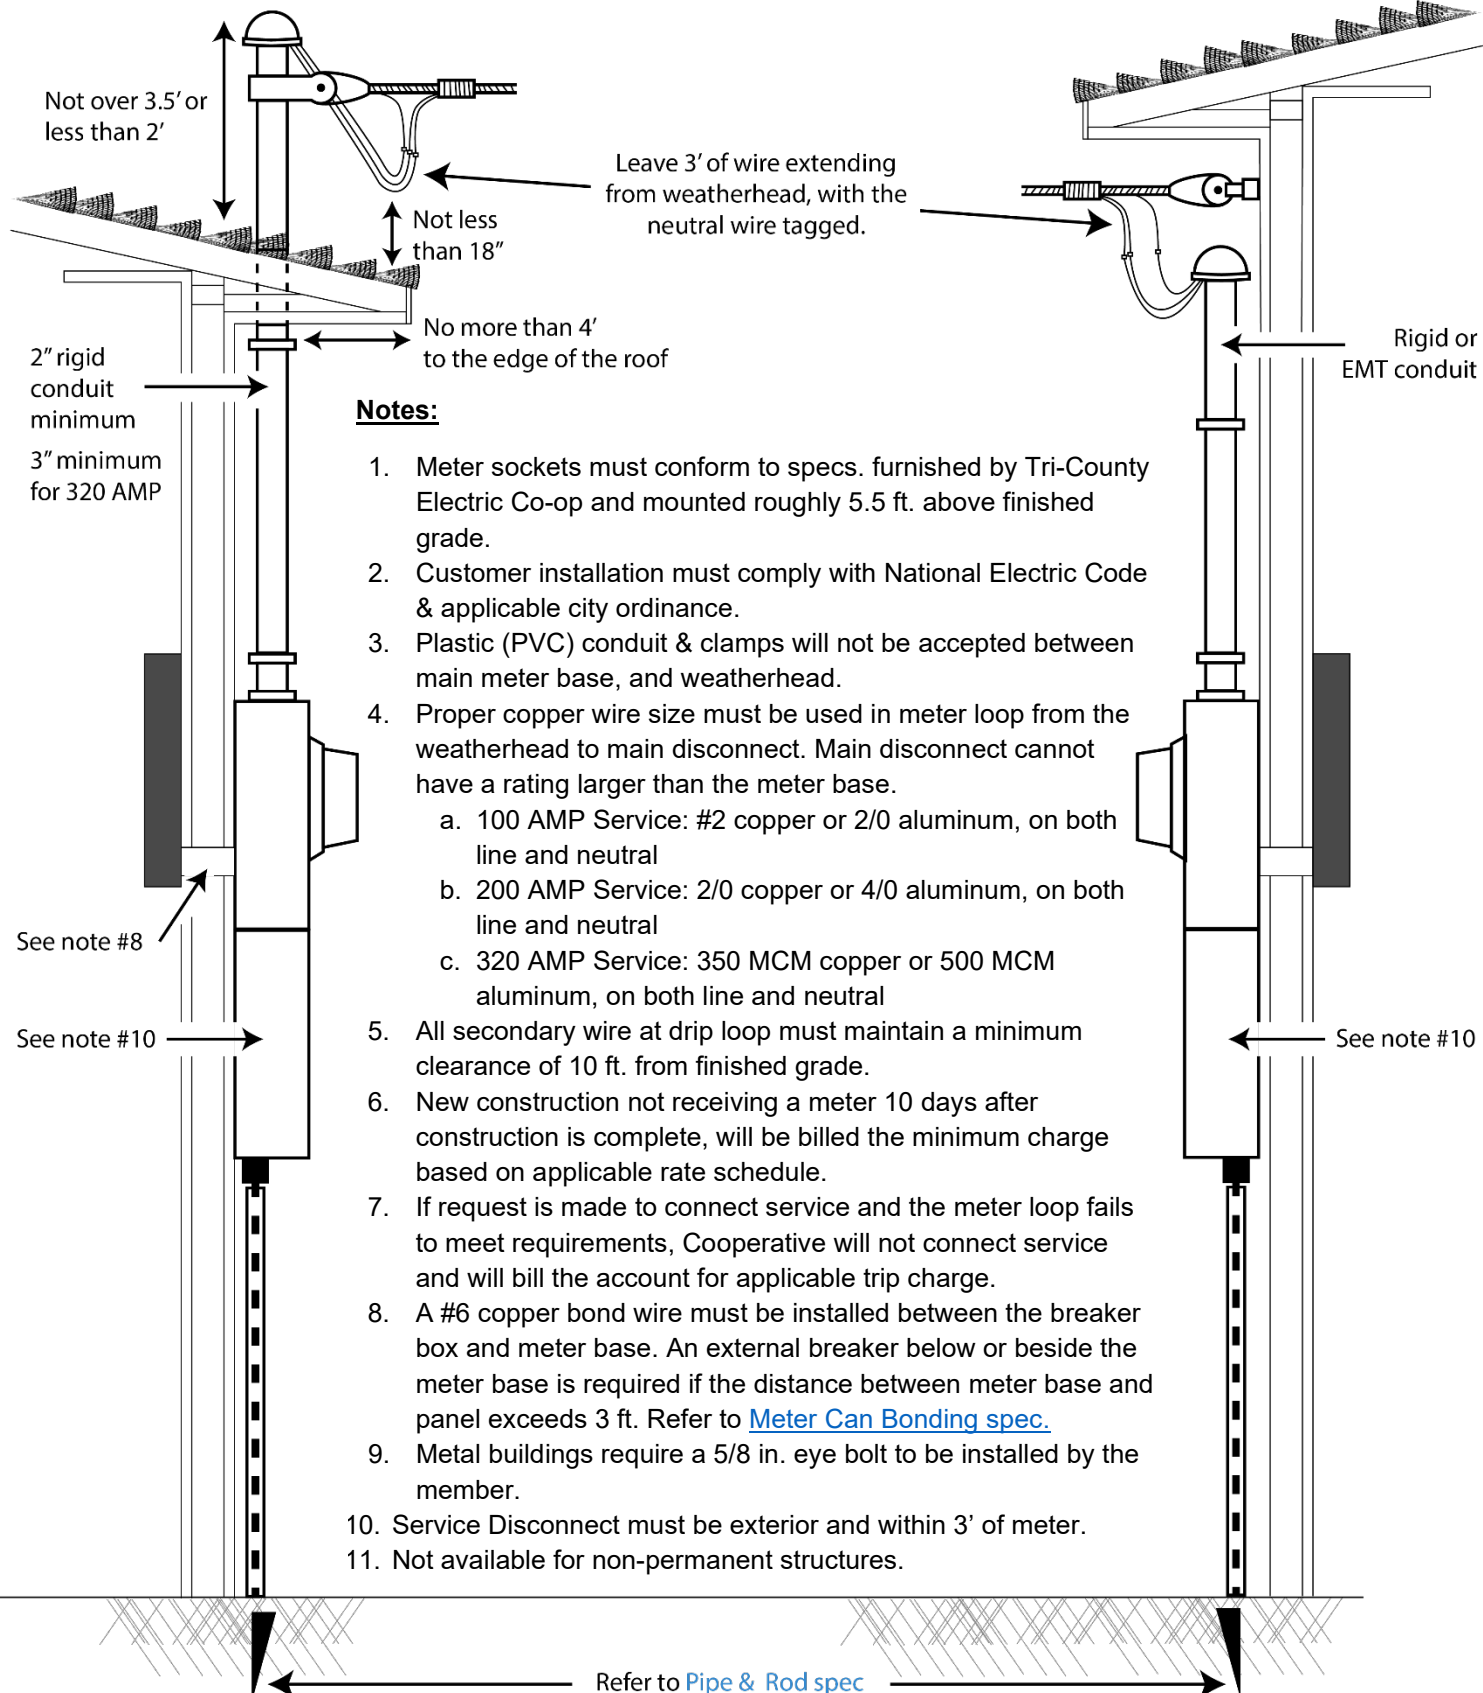 Not over 3.5’ or
less than 2’
Leave 3’ of wire extending
from weatherhead, with the
neutral wire tagged.
Not less
than 18”
No more than 4’
to the edge of the roof
2” rigid
conduit
minimum
3” minimum
for 320 AMP
Rigid or
EMT conduit
Notes:
1. Meter sockets must conform to specs. furnished by Tri-County
Electric Co-op and mounted roughly 5.5 ft. above finished
grade.
2. Customer installation must comply with National Electric Code
& applicable city ordinance.
3. Plastic (PVC) conduit & clamps will not be accepted between
main meter base, and weatherhead.
4. Proper copper wire size must be used in meter loop from the
weatherhead to main disconnect. Main disconnect cannot
have a rating larger than the meter base.
a. 100 AMP Service: #2 copper or 2/0 aluminum, on both
line and neutral
b. 200 AMP Service: 2/0 copper or 4/0 aluminum, on both
line and neutral
c. 320 AMP Service: 350 MCM copper or 500 MCM
aluminum, on both line and neutral
5. All secondary wire at drip loop must maintain a minimum
clearance of 10 ft. from finished grade.
6. New construction not receiving a meter 10 days after
construction is complete, will be billed the minimum charge
based on applicable rate schedule.
7. If request is made to connect service and the meter loop fails
to meet requirements, Cooperative will not connect service
and will bill the account for applicable trip charge.
8. A #6 copper bond wire must be installed between the breaker
box and meter base. An external breaker below or beside the
meter base is required if the distance between meter base and
panel exceeds 3 ft. Refer to Meter Can Bonding spec.
9. Metal buildings require a 5/8 in. eye bolt to be installed by the
member.
10. Service Disconnect must be exterior and within 3’ of meter.
11. Not available for non-permanent structures.
See note #8
See note #10
See note #10
Refer to Pipe & Rod spec